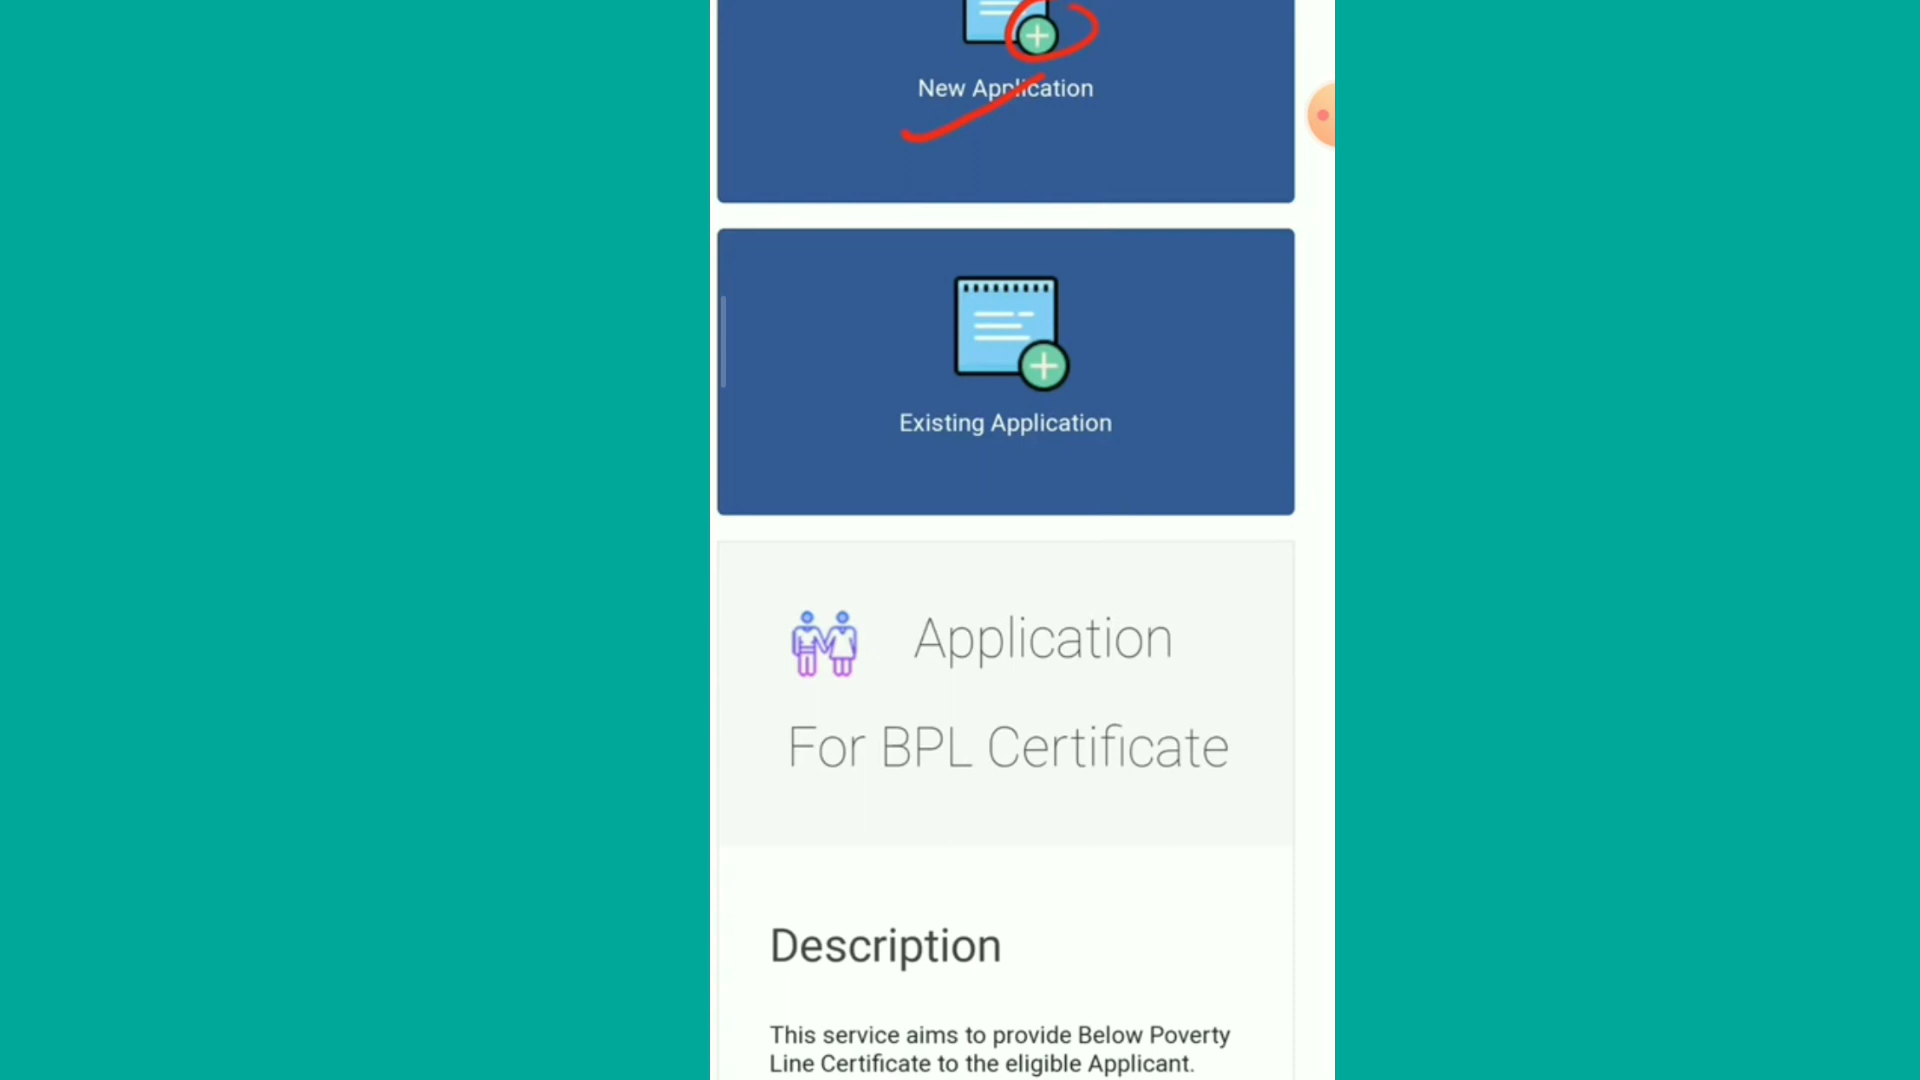 New Application
Existing Application
Application
For BPL Certificate
Description
This service aims to provide Below Poverty
Line Certificate to the eligible Applicant.